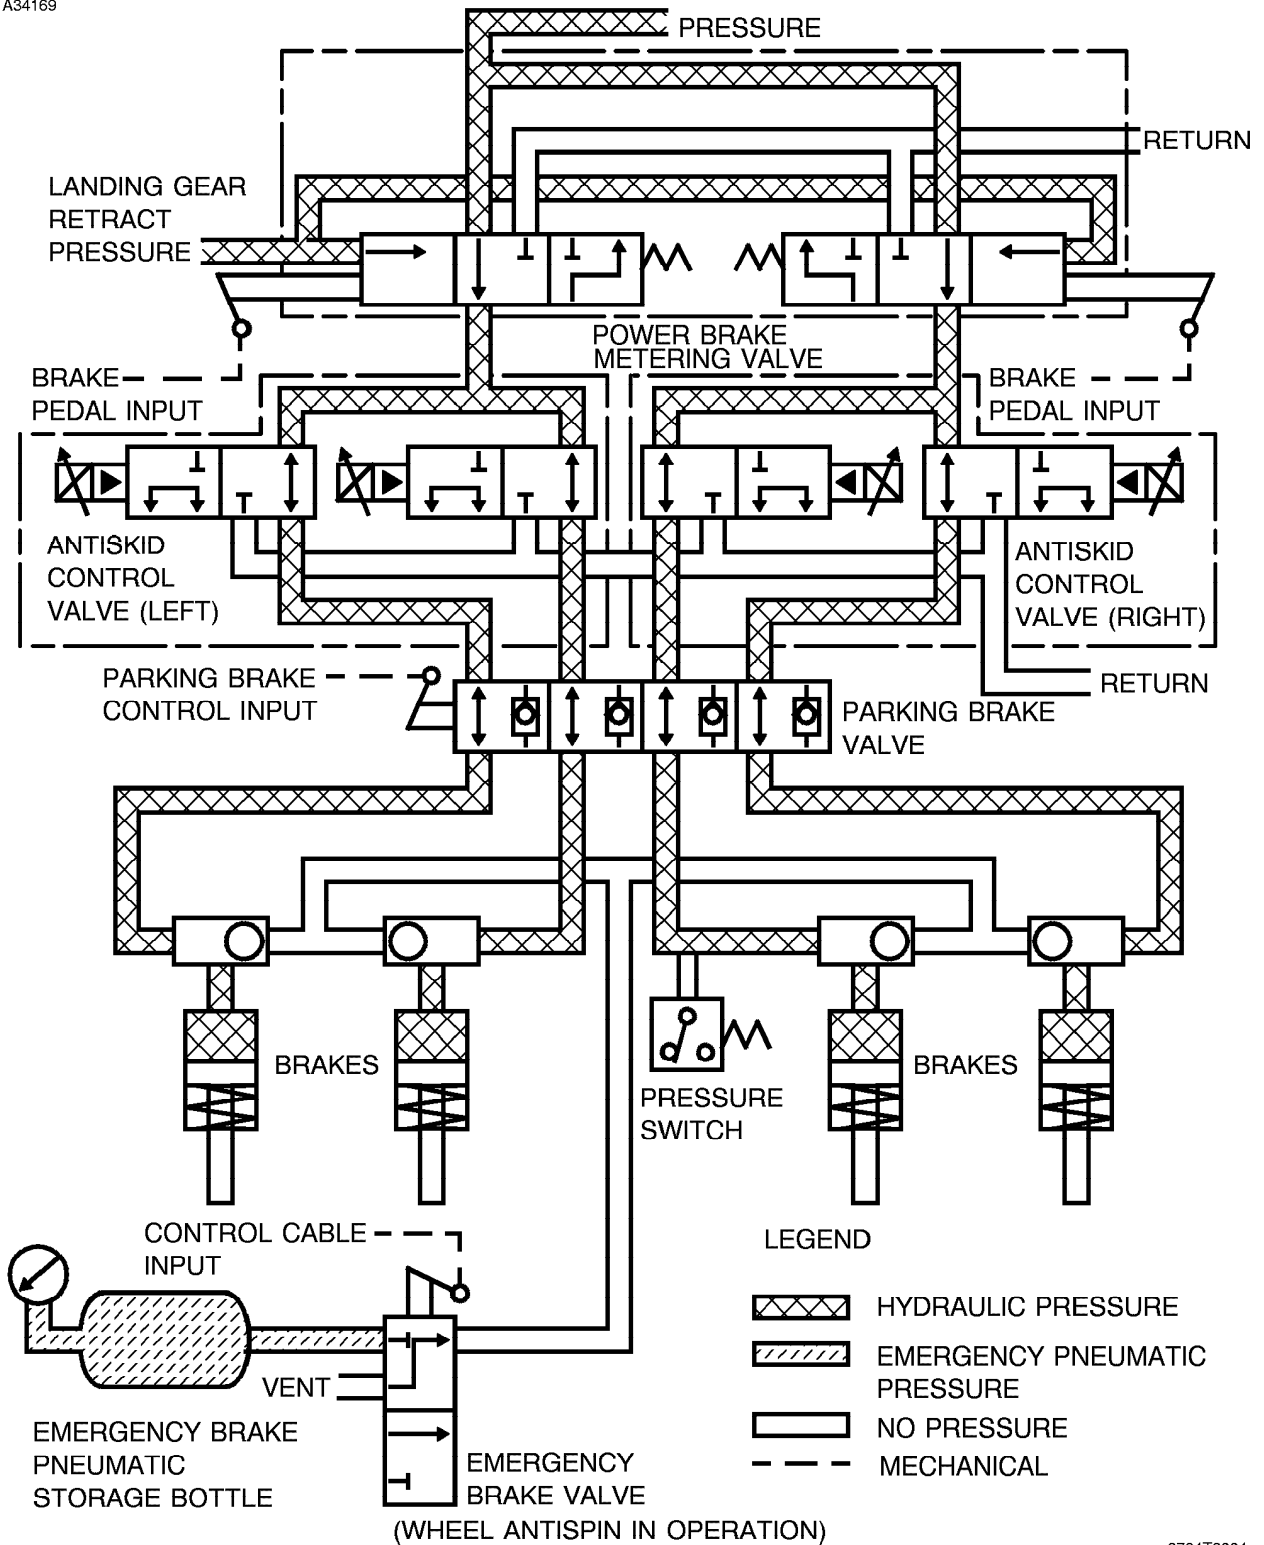 A34169
PRESSURE
RETURN
LANDING GEAR
RETRACT
PRESSURE
POWER BRAKE
METERING VALVE
BRAKE
PEDAL INPUT
BRAKE
PEDAL INPUT
ANTISKID
CONTROL
VALVE (LEFT)
ANTISKID
CONTROL
VALVE (RIGHT)
PARKING BRAKE
CONTROL INPUT
RETURN
PARKING BRAKE
VALVE
BRAKES
BRAKES
PRESSURE
SWITCH
CONTROL CABLE
INPUT
VENT
EMERGENCY BRAKE
PNEUMATIC
STORAGE BOTTLE
EMERGENCY
BRAKE VALVE
LEGEND
HYDRAULIC PRESSURE
EMERGENCY PNEUMATIC
PRESSURE
NO PRESSURE
MECHANICAL
(WHEEL ANTISPIN IN OPERATION)